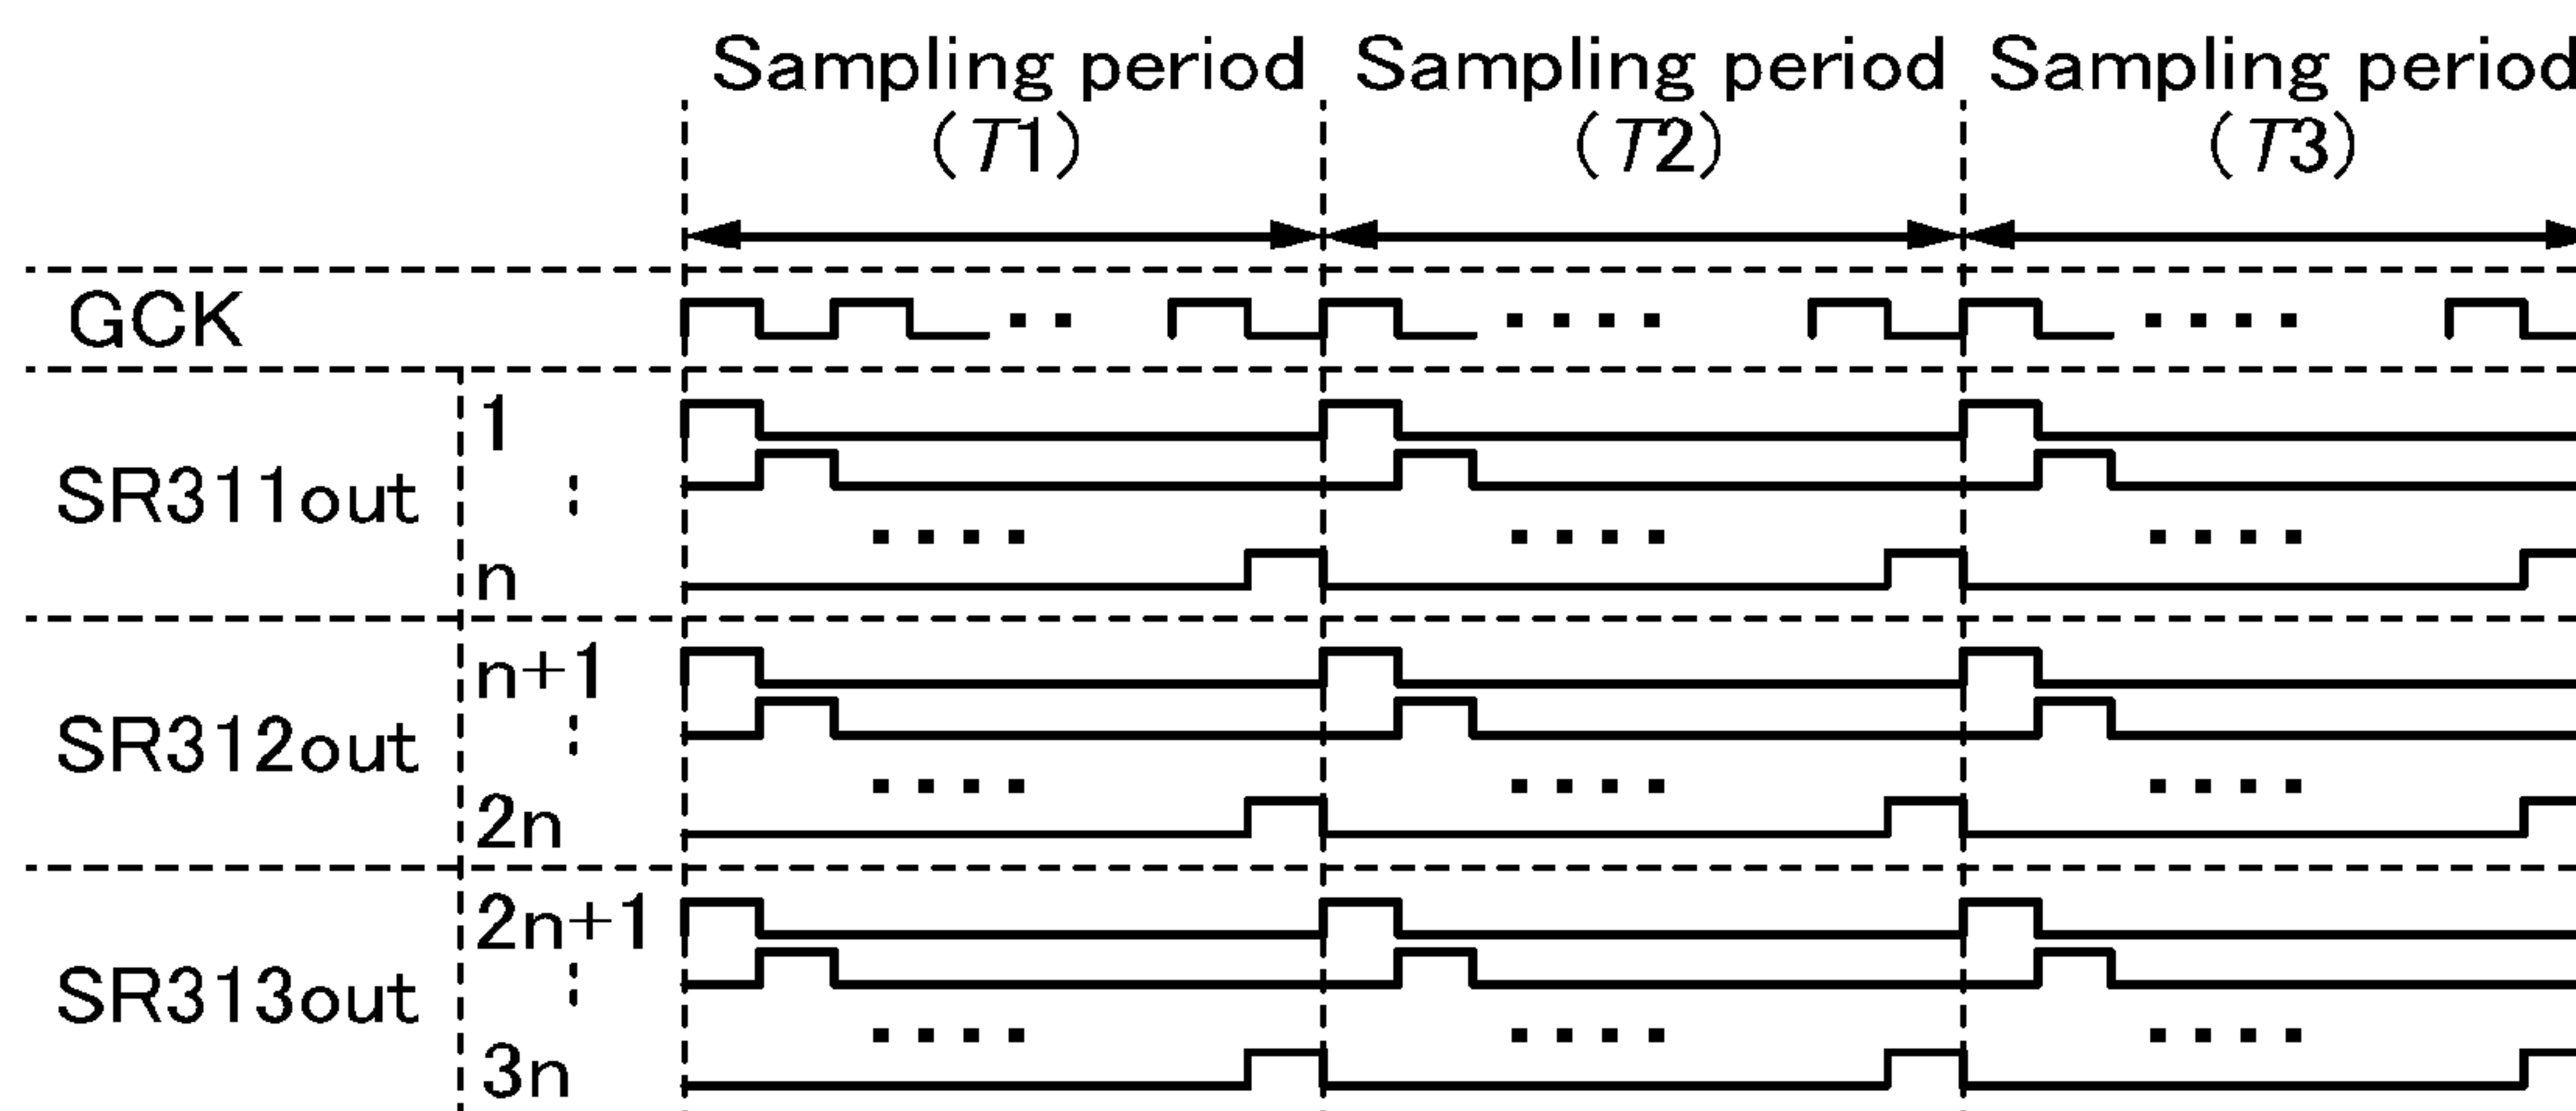 Sampling period Sampling period Sampling period
(T1) (T2) (T3)
GCK
1
SR311out
n
n+1
SR312out
2n
2n+1
SR313out
3n